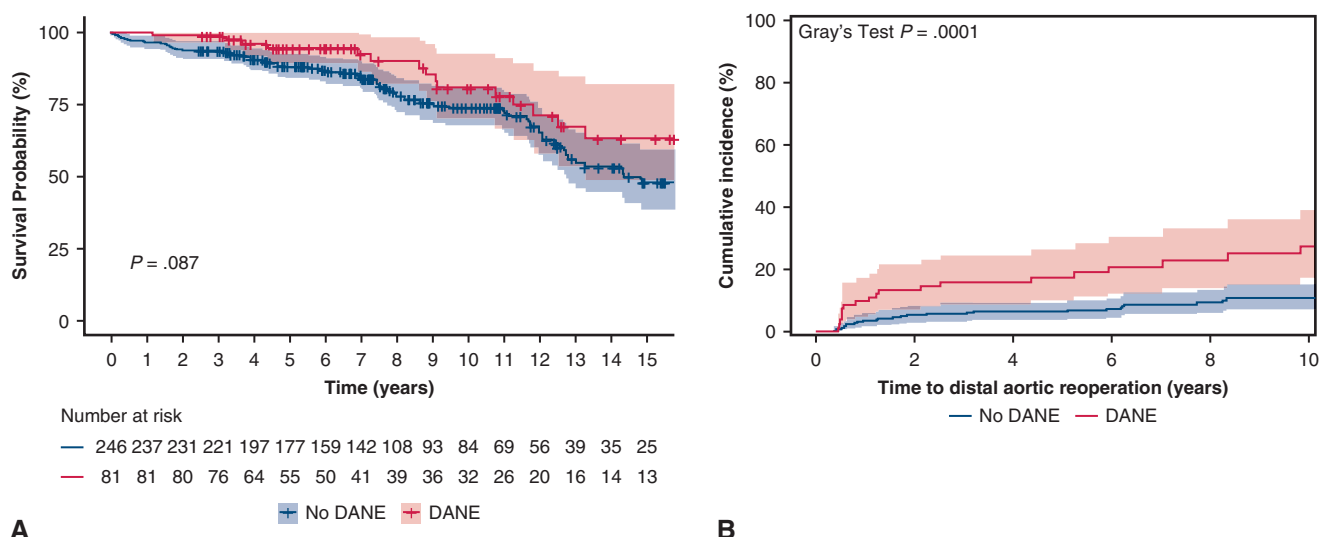 100
75
50
25
0
Survival Probability (%)
P = .087
0 1 2 3 4 5 6 7 8 9 10 11 12 13 14 15
Time (years)
Number at risk
246 237 231 221 197 177 159 142 108 93 84 69 56 39 35 25
81 81 80 76 64 55 50 41 39 36 32 26 20 16 14 13
No DANE DANE
A
Gray's Test P = .0001
100
80
60
40
20
0
Cumulative incidence (%)
0 2 4 6 8 10
Time to distal aortic reoperation (years)
No DANE DANE
B